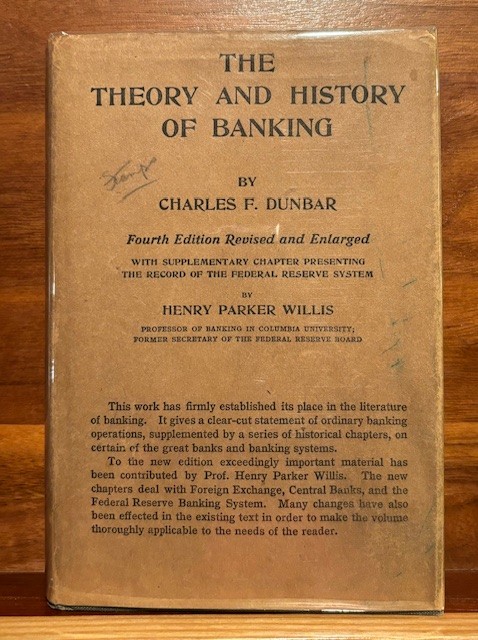 THE
THEORY AND HISTORY
OF BANKING
BY
CHARLES F. DUNBAR
Fourth Edition Revised and Enlarged
WITH SUPPLEMENTARY CHAPTER PRESENTING
THE RECORD OF THE FEDERAL RESERVE SYSTEM
BY
HENRY PARKER WILLIS
PROFESSOR OF BANKING IN COLUMBIA UNIVERSITY;
FORMER SECRETARY OF THE FEDERAL RESERVE BOARD
This work has firmly established its place in the literature
of banking. It gives a clear-cut statement of ordinary banking
operations, supplemented by a series of historical chapters, on
certain of the great banks and banking systems.
To the new edition exceedingly important material has
been contributed by Prof. Henry Parker Willis. The new
chapters deal with Foreign Exchange, Central Banks, and the
Federal Reserve Banking System. Many changes have also
been effected in the existing text in order to make the volume
thoroughly applicable to the needs of the reader.